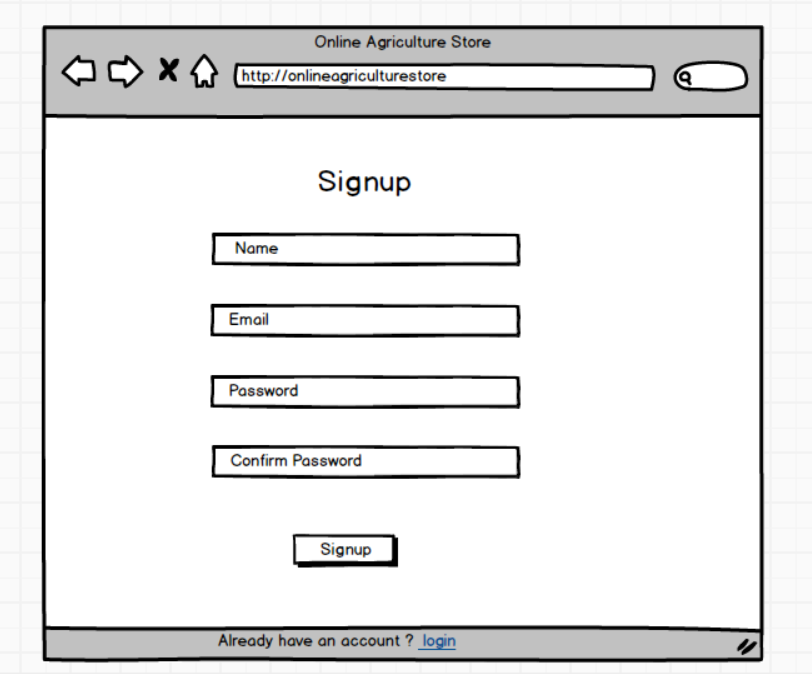 Online Agriculture Store
http://onlineagriculturestore
Signup
Name
Email
Password
Confirm Password
Signup
Already have an account ? login